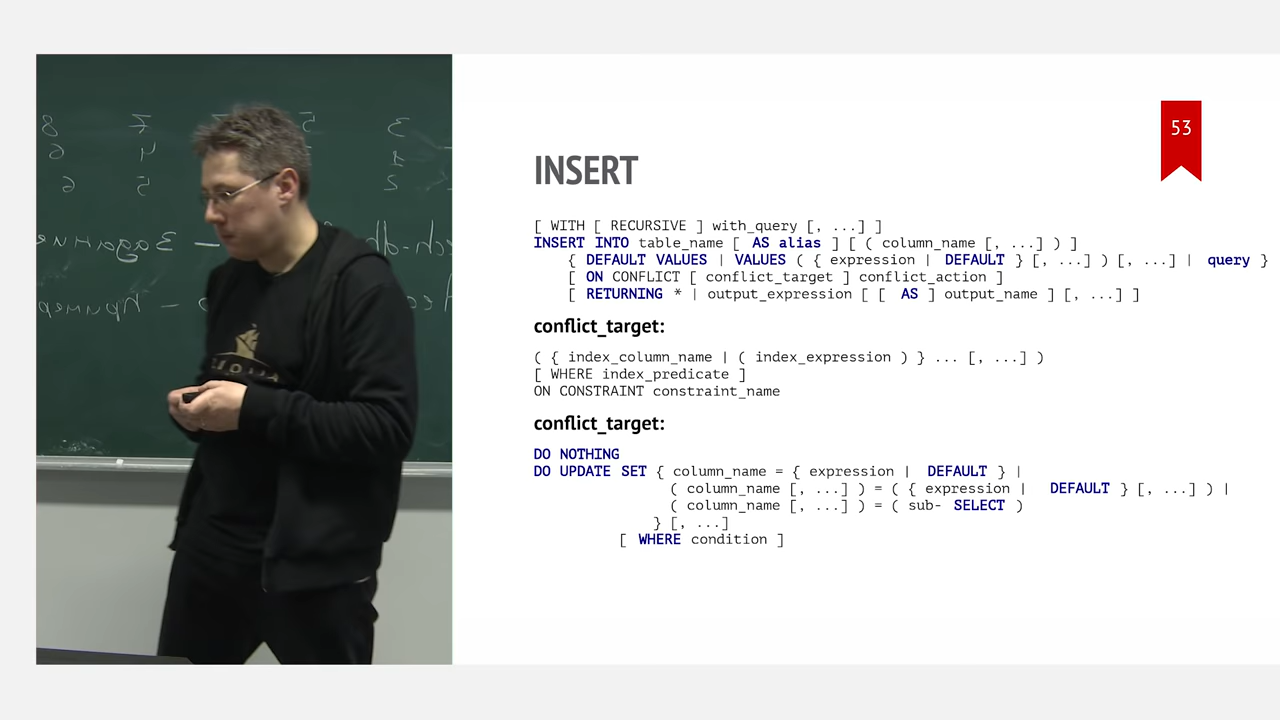 53
INSERT
[ WITH [ RECURSIVE ] with_query [, ...] ]
INSERT INTO table_name [ AS alias ] [ ( column_name [, ...] ) ]
{ DEFAULT VALUES | VALUES ( { expression | DEFAULT } [, ...] ) [, ...] | query }
[ ON CONFLICT [ conflict_target ] conflict_action ]
[ RETURNING * | output_expression [ [ AS ] output_name ] [, ...] ]
conflict_target:
( { index_column_name | ( index_expression ) } ... [, ...] )
[ WHERE index_predicate ]
ON CONSTRAINT constraint_name
conflict_target:
DO NOTHING
DO UPDATE SET { column_name = { expression | DEFAULT } |
( column_name [, ...] ) = ( { expression | DEFAULT } [, ...] ) |
( column_name [, ...] ) = ( sub- SELECT )
} [, ...]
[ WHERE condition ]